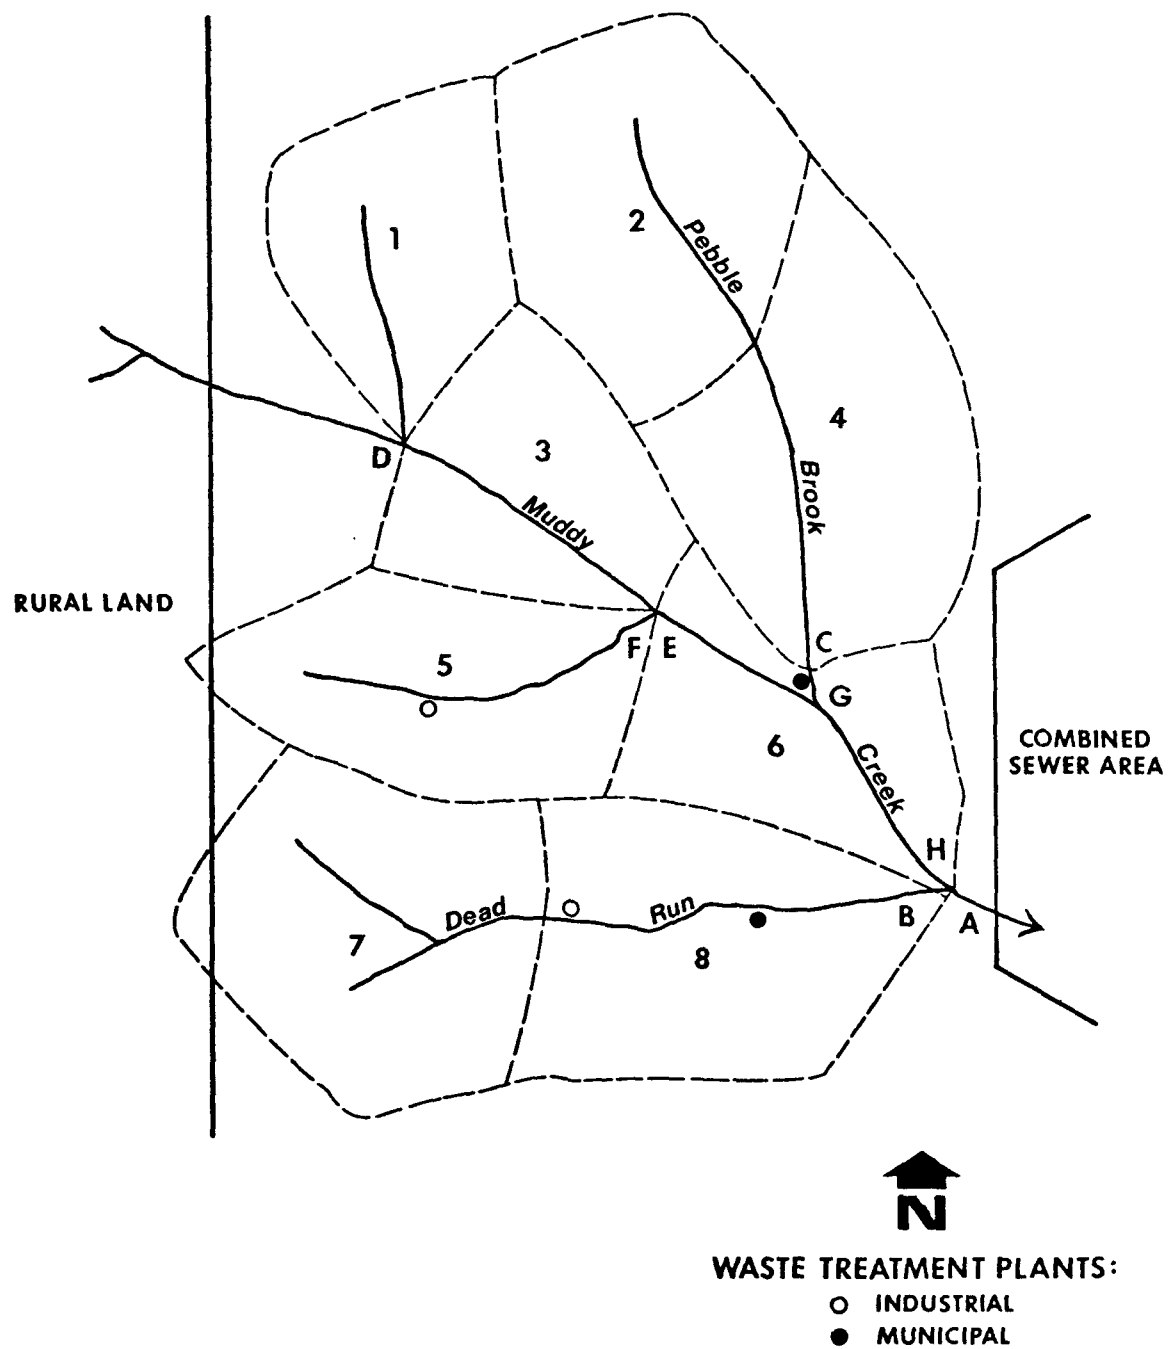 1
2
Pebble
3
4
D
Muddy
Brook
RURAL LAND
F
E
C
5
G
6
Creek
COMBINED
SEWER AREA
H
Dead
Run
B
A
7
8
N
WASTE TREATMENT PLANTS:
INDUSTRIAL
MUNICIPAL